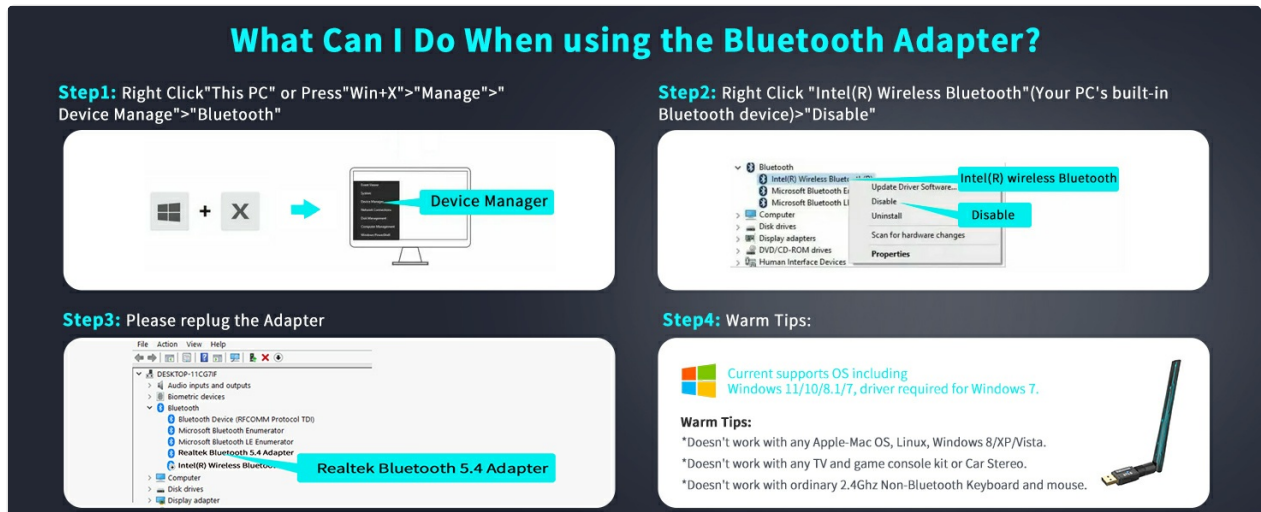 What Can I Do When using the Bluetooth Adapter?
Step1: Right Click"This PC" or Press"Win+X">"Manage">"
Device Manage">"Bluetooth"
X
+
Device Manager
Step2: Right Click "Intel(R) Wireless Bluetooth"(Your PC's built-in
Bluetooth device)>"Disable"
Bluetooth
Intel(R) Wireless
Microsoft Bluetooth
Microsoft Bluetooth
Computer
Disk drives
Display adapters
DVD/CD-ROM drives
Human Interface Devices
Update Driver Software...
Disable
Uninstall
Scan for hardware changes
Properties
Intel(R) wireless Bluetooth
Disable
Step3: Please replug the Adapter
File Action View Help
DESKTOP-11CG7IF
Audio inputs and outputs
Biometric devices
Bluetooth
Bluetooth Device (RFCOMM Protocol TDI)
Microsoft Bluetooth Enumerator
Microsoft Bluetooth LE Enumerator
Realtek Bluetooth 5.4 Adapter
Intel(R) Wireless
Computer
Disk drives
Display adapter
Realtek Bluetooth 5.4 Adapter
Step4: Warm Tips:
Current supports OS including
Windows 11/10/8.1/7, driver required for Windows 7.
Warm Tips:
*Doesn't work with any Apple-Mac OS, Linux, Windows 8/XP/Vista.
*Doesn't work with any TV and game console kit or Car Stereo.
*Doesn't work with ordinary 2.4Ghz Non-Bluetooth Keyboard and mouse.